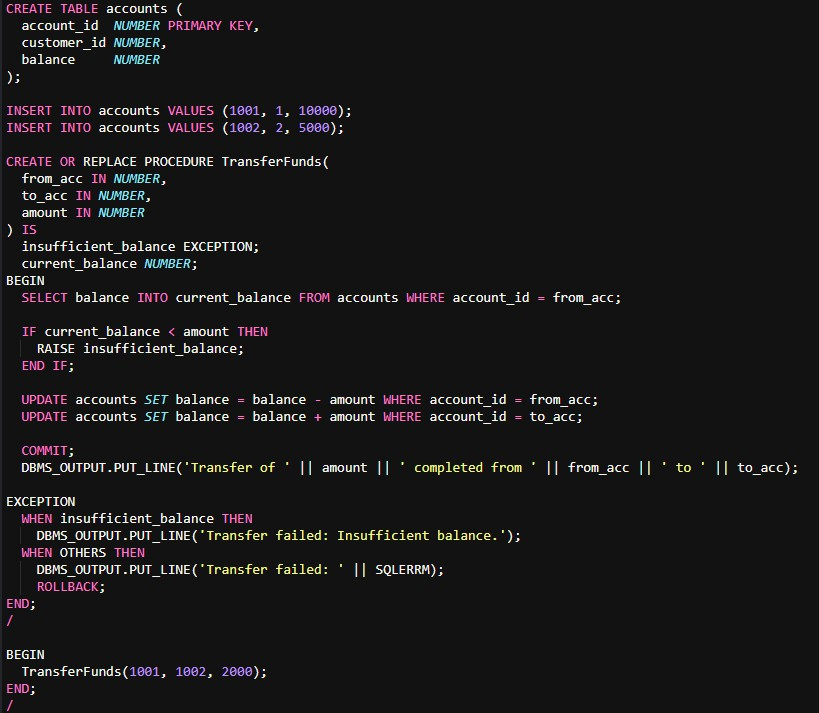 CREATE TABLE accounts (
  account_id  NUMBER PRIMARY KEY,
  customer_id NUMBER,
  balance     NUMBER
);

INSERT INTO accounts VALUES (1001, 1, 10000);
INSERT INTO accounts VALUES (1002, 2, 5000);

CREATE OR REPLACE PROCEDURE TransferFunds(
  from_acc IN NUMBER,
  to_acc IN NUMBER,
  amount IN NUMBER
) IS
  insufficient_balance EXCEPTION;
  current_balance NUMBER;
BEGIN
  SELECT balance INTO current_balance FROM accounts WHERE account_id = from_acc;

  IF current_balance < amount THEN
    RAISE insufficient_balance;
  END IF;

  UPDATE accounts SET balance = balance - amount WHERE account_id = from_acc;
  UPDATE accounts SET balance = balance + amount WHERE account_id = to_acc;

  COMMIT;
  DBMS_OUTPUT.PUT_LINE('Transfer of ' || amount || ' completed from ' || from_acc || ' to ' || to_acc);

EXCEPTION
  WHEN insufficient_balance THEN
    DBMS_OUTPUT.PUT_LINE('Transfer failed: Insufficient balance.');
  WHEN OTHERS THEN
    DBMS_OUTPUT.PUT_LINE('Transfer failed: ' || SQLERRM);
    ROLLBACK;
END;
/

BEGIN
  TransferFunds(1001, 1002, 2000);
END;
/